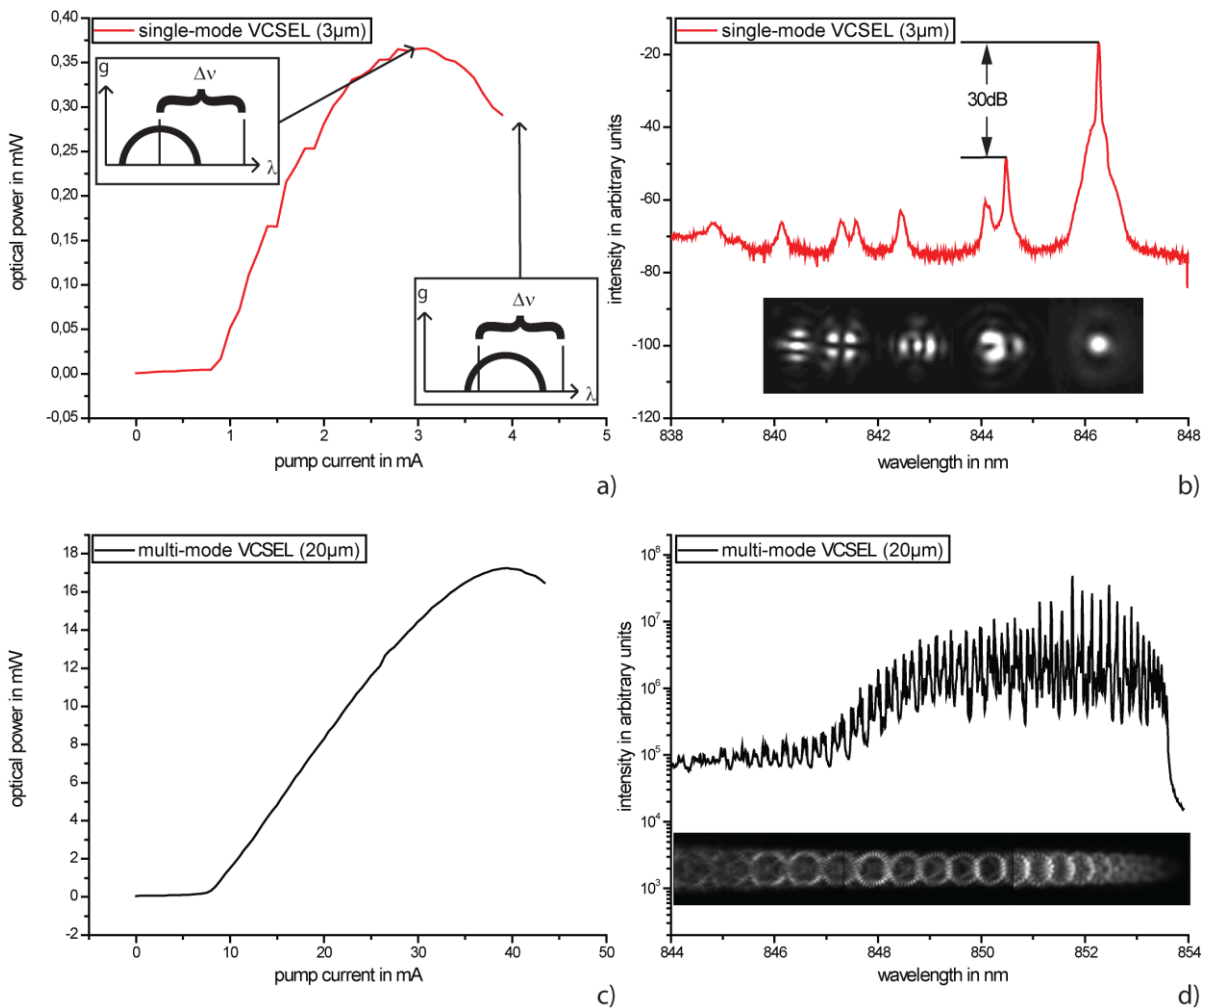 single-mode VCSEL (3µm)
0,40
0,35
0,30
0,25
0,20
0,15
0,10
0,05
0,00
-0,05
optical power in mW
g
Δν
λ
g
Δν
λ
0
1
2
3
4
5
pump current in mA
a)
single-mode VCSEL (3µm)
-20
-40
-60
-80
-100
-120
intensity in arbitrary units
30dB
838
840
842
844
846
848
wavelength in nm
b)
multi-mode VCSEL (20µm)
18
16
14
12
10
8
6
4
2
0
-2
optical power in mW
0
10
20
30
40
50
pump current in mA
c)
multi-mode VCSEL (20µm)
10⁸
10⁷
10⁶
10⁵
10⁴
10³
intensity in arbitrary units
844
846
848
850
852
854
wavelength in nm
d)